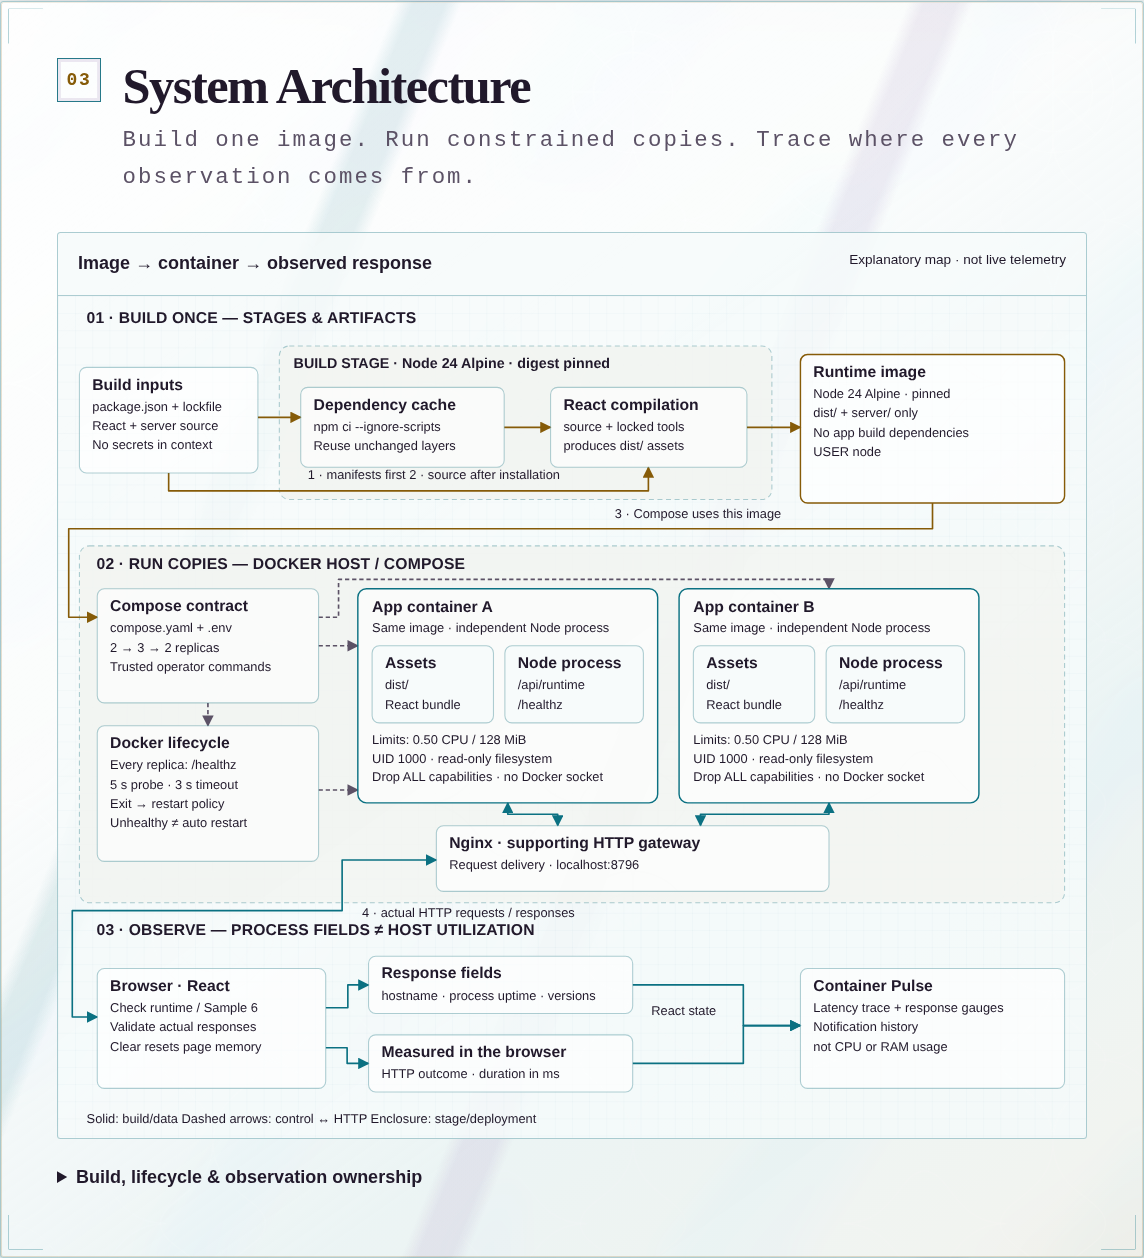 03
System Architecture
Build one image. Run constrained copies. Trace where every
observation comes from.
Image → container → observed response
Explanatory map · not live telemetry
01 · BUILD ONCE — STAGES & ARTIFACTS
Build inputs
package.json + lockfile
React + server source
No secrets in context
BUILD STAGE · Node 24 Alpine · digest pinned
Dependency cache
npm ci --ignore-scripts
Reuse unchanged layers
React compilation
source + locked tools
produces dist/ assets
1 · manifests first 2 · source after installation
Runtime image
Node 24 Alpine · pinned
dist/ + server/ only
No app build dependencies
USER node
3 · Compose uses this image
02 · RUN COPIES — DOCKER HOST / COMPOSE
Compose contract
compose.yaml + .env
2 → 3 → 2 replicas
Trusted operator commands
Docker lifecycle
Every replica: /healthz
5 s probe · 3 s timeout
Exit → restart policy
Unhealthy ≠ auto restart
App container A
Same image · independent Node process
Assets
dist/
React bundle
Node process
/api/runtime
/healthz
Limits: 0.50 CPU / 128 MiB
UID 1000 · read-only filesystem
Drop ALL capabilities · no Docker socket
App container B
Same image · independent Node process
Assets
dist/
React bundle
Node process
/api/runtime
/healthz
Limits: 0.50 CPU / 128 MiB
UID 1000 · read-only filesystem
Drop ALL capabilities · no Docker socket
Nginx · supporting HTTP gateway
Request delivery · localhost:8796
4 · actual HTTP requests / responses
03 · OBSERVE — PROCESS FIELDS ≠ HOST UTILIZATION
Browser · React
Check runtime / Sample 6
Validate actual responses
Clear resets page memory
Response fields
hostname · process uptime · versions
Measured in the browser
HTTP outcome · duration in ms
React state
Container Pulse
Latency trace + response gauges
Notification history
not CPU or RAM usage
Solid: build/data Dashed arrows: control ↔ HTTP Enclosure: stage/deployment
▶ Build, lifecycle & observation ownership